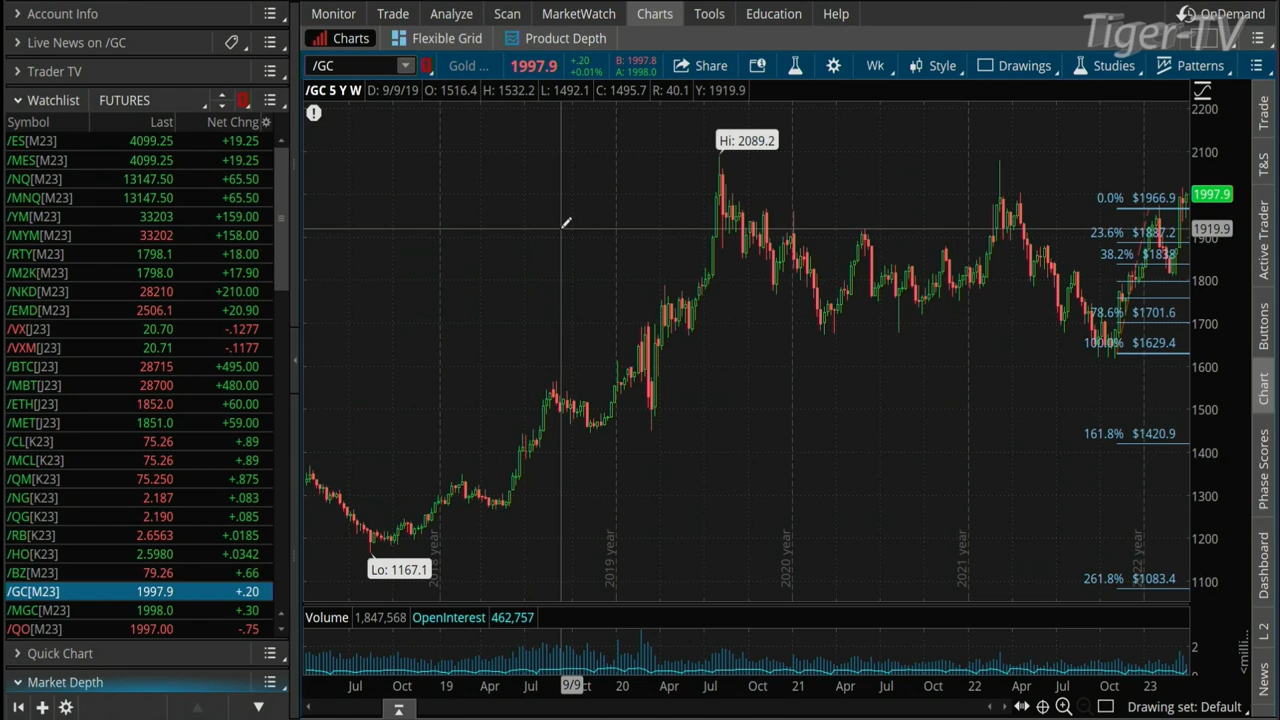 Account Info
Live News on /GC
Trader TV
Watchlist FUTURES
Symbol Last Net Chng
/ES[M23] 4099.25 +19.25
/MES[M23] 4099.25 +19.25
/NQ[M23] 13147.50 +65.50
/MNQ[M23] 13147.50 +65.50
/YM[M23] 33203 +159.00
/MYM[M23] 33202 +158.00
/RTY[M23] 1798.1 +18.00
/M2K[M23] 1798.0 +17.90
/NKD[M23] 28210 +210.00
/EMD[M23] 2506.1 +20.90
/VX[J23] 20.70 -.1277
/VXM[J23] 20.71 -.1177
/BTC[J23] 28715 +495.00
/MBT[J23] 28700 +480.00
/ETH[J23] 1852.0 +60.00
/MET[J23] 1851.0 +59.00
/CL[K23] 75.26 +.89
/MCL[K23] 75.26 +.89
/QM[K23] 75.250 +.875
/NG[K23] 2.187 +.083
/QG[K23] 2.190 +.085
/RB[K23] 2.6563 +.0185
/HO[K23] 2.5980 +.0342
/BZ[M23] 79.26 +.66
/GC[M23] 1997.9 +.20
/MGC[M23] 1998.0 +.30
/QO[M23] 1997.00 -.75
Quick Chart
Market Depth
Monitor Trade Analyze Scan MarketWatch Charts Tools Education Help
OnDemand
Tiger-TV
Charts Flexible Grid Product Depth
/GC Gold ... 1997.9 +.20 +0.01% B: 1997.8 A: 1998.0 Share Wk Style Drawings Studies Patterns
/GC 5 Y W D: 9/9/19 O: 1516.4 H: 1532.2 L: 1492.1 C: 1495.7 R: 40.1 Y: 1919.9
Hi: 2089.2
Lo: 1167.1
0.0% $1966.9
23.6% $1887.2
38.2% $1838
78.6% $1701.6
100.0% $1629.4
161.8% $1420.9
261.8% $1083.4
2200
2100
1997.9
1919.9
1900
1800
1700
1600
1500
1400
1300
1200
1100
2018 year
2019 year
2020 year
2021 year
2022 year
Volume 1,847,568 OpenInterest 462,757
2
0
<milli...
Jul Oct 19 Apr Jul 9/9 20 Apr Jul Oct 21 Apr Jul Oct 22 Apr Jul Oct 23
Drawing set: Default
Trade
T&S
Active Trader
Buttons
Chart
Phase Scores
Dashboard
L 2
News